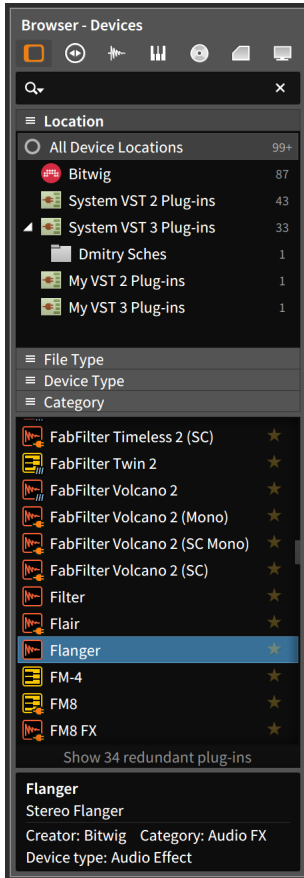 Browser - Devices
Location
All Device Locations 99+
Bitwig 87
System VST 2 Plug-ins 43
System VST 3 Plug-ins 33
Dmitry Sches 1
My VST 2 Plug-ins 1
My VST 3 Plug-ins 1
File Type
Device Type
Category
FabFilter Timeless 2 (SC)
FabFilter Twin 2
FabFilter Volcano 2
FabFilter Volcano 2 (Mono)
FabFilter Volcano 2 (SC Mono)
FabFilter Volcano 2 (SC)
Filter
Flair
Flanger
FM-4
FM8
FM8 FX
Show 34 redundant plug-ins
Flanger
Stereo Flanger
Creator: Bitwig Category: Audio FX
Device type: Audio Effect